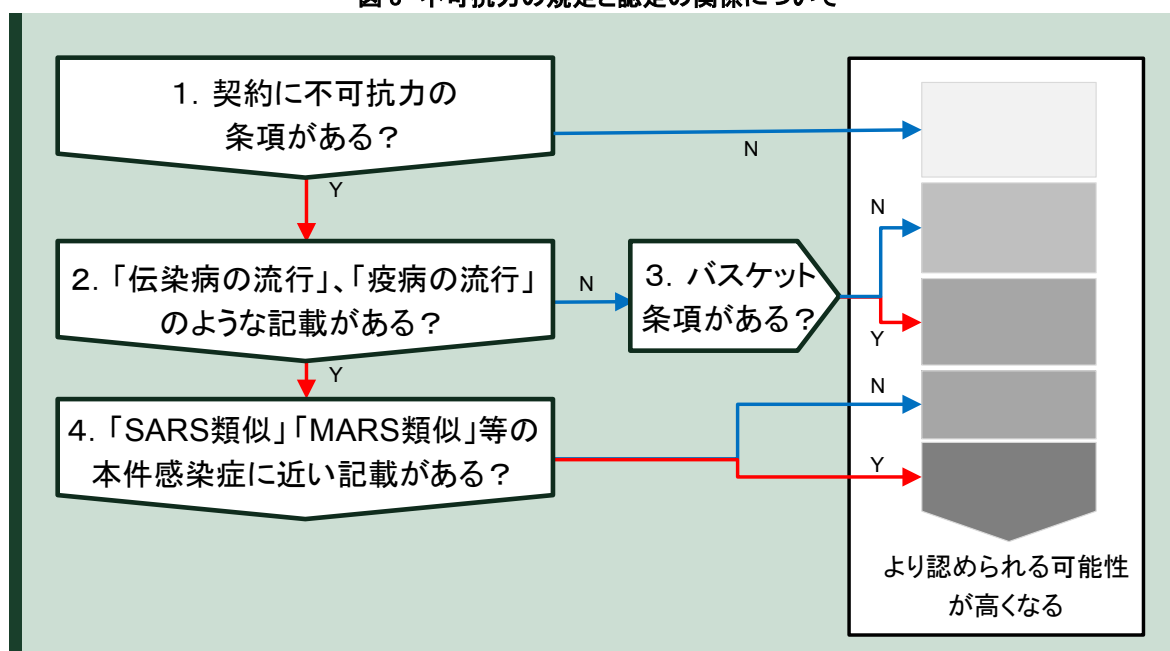 １．契約に不可抗力の
条項がある？
N
Y
２．「伝染病の流行」、「疫病の流行」
のような記載がある？
N
３．バスケット
条項がある？
N
Y
Y
４．「SARS類似」「MARS類似」等の
本件感染症に近い記載がある？
N
Y
より認められる可能性
が高くなる